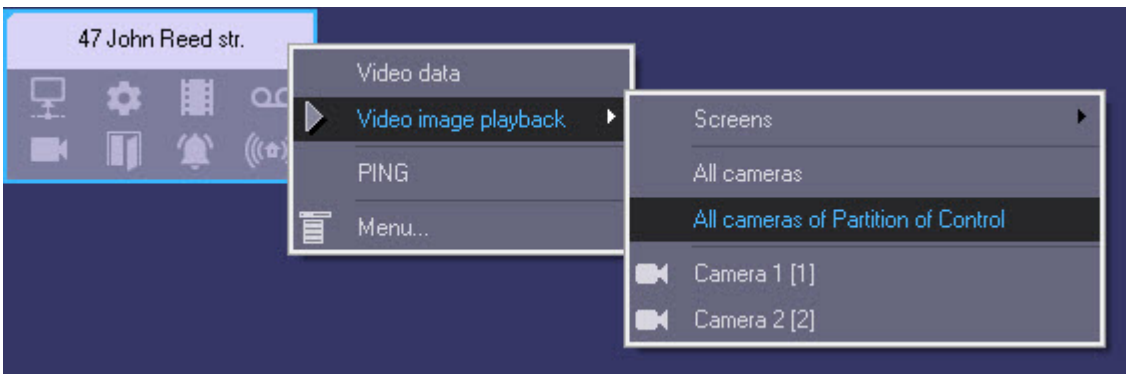 47 John Reed str.
Video data
Video image playback
PING
Menu...
Screens
All cameras
All cameras of Partition of Control
Camera 1 [1]
Camera 2 [2]